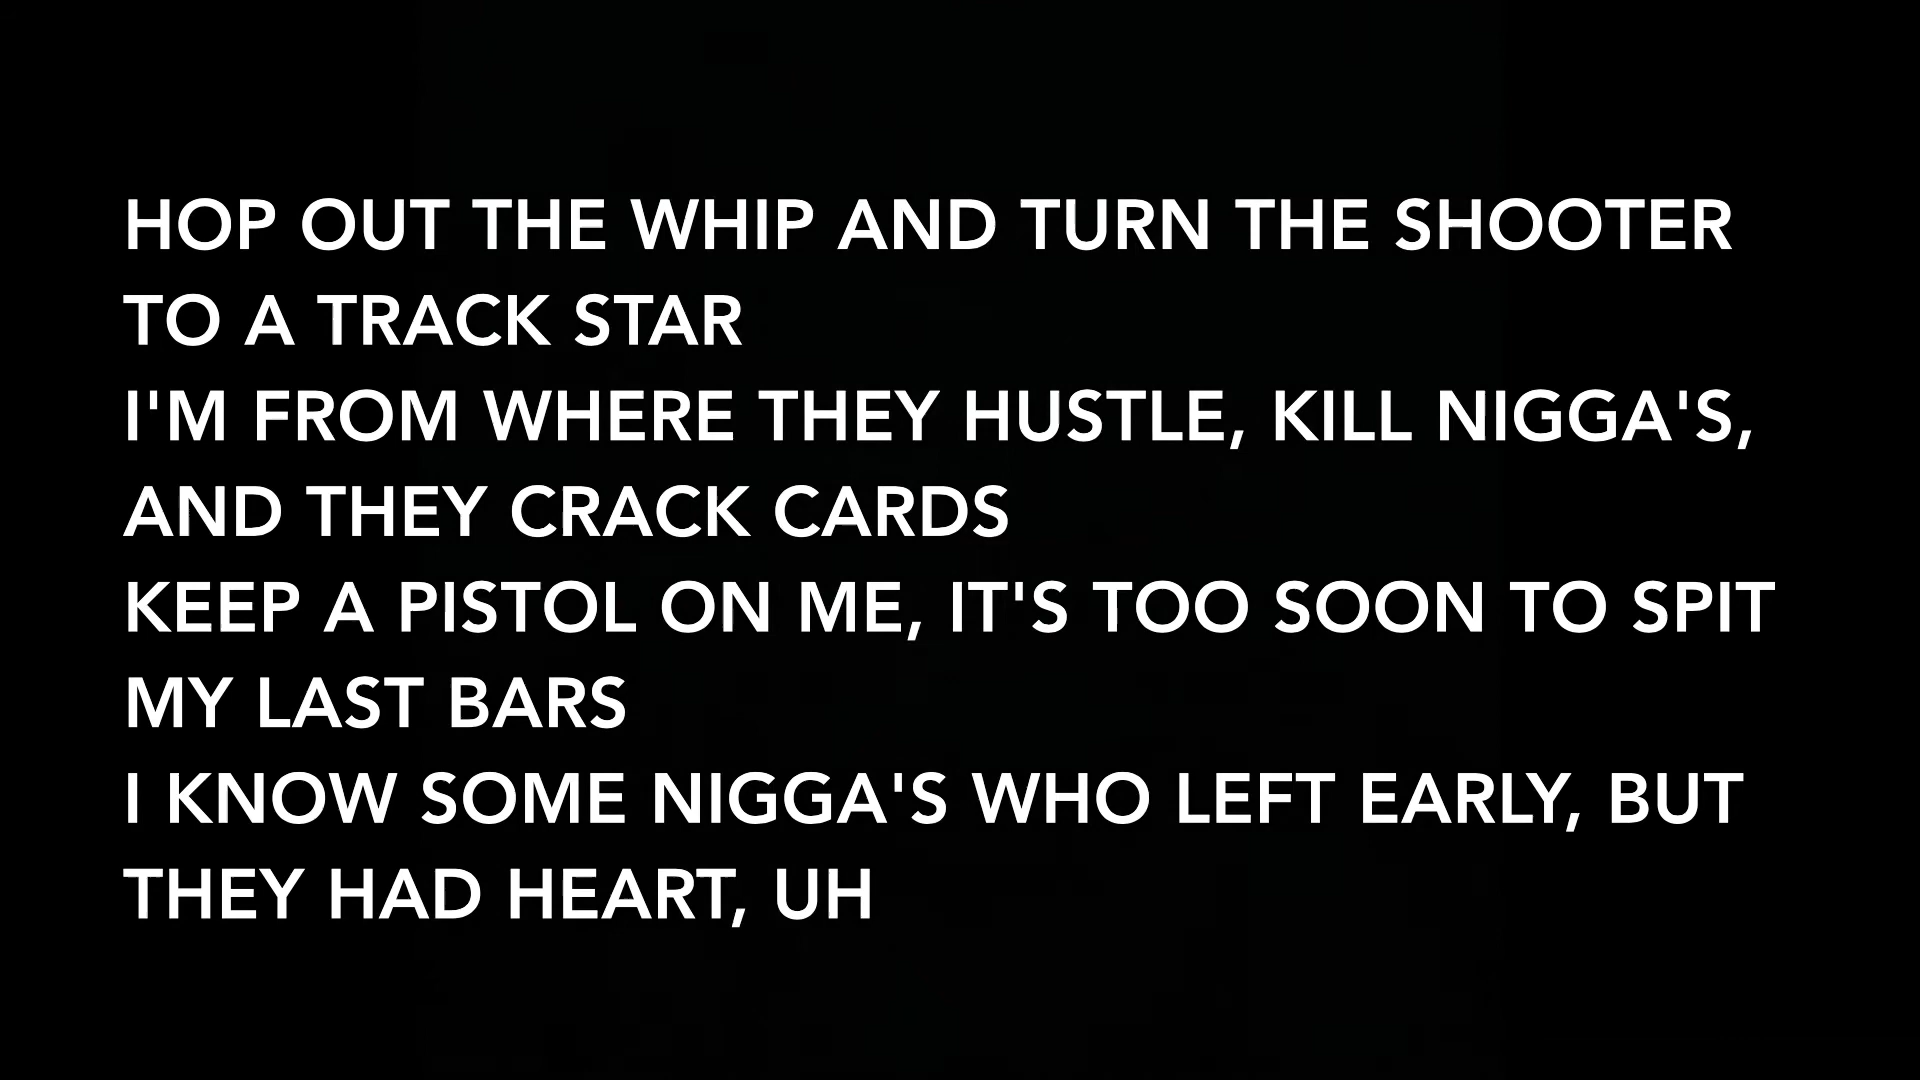 HOP OUT THE WHIP AND TURN THE SHOOTER
TO A TRACK STAR
I'M FROM WHERE THEY HUSTLE, KILL NIGGA'S,
AND THEY CRACK CARDS
KEEP A PISTOL ON ME, IT'S TOO SOON TO SPIT
MY LAST BARS
I KNOW SOME NIGGA'S WHO LEFT EARLY, BUT
THEY HAD HEART, UH